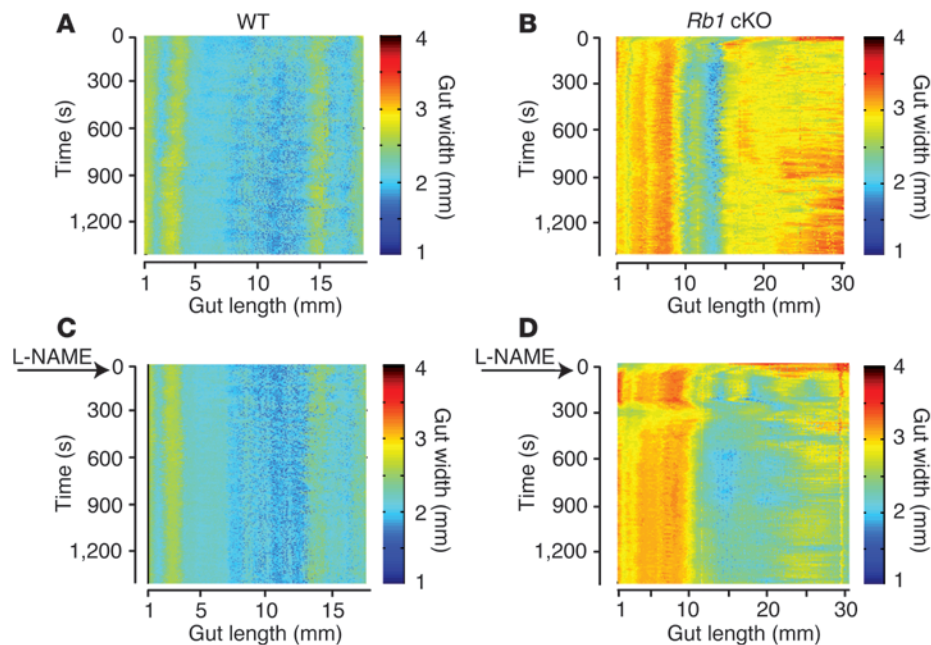 A WT
0
300
600
900
1,200
Time (s)
1 5 10 15
Gut length (mm)
4
3
2
1
Gut width (mm)
B Rb1 cKO
0
300
600
900
1,200
Time (s)
1 10 20 30
Gut length (mm)
4
3
2
1
Gut width (mm)
C
L-NAME
0
300
600
900
1,200
Time (s)
1 5 10 15
Gut length (mm)
4
3
2
1
Gut width (mm)
D
L-NAME
0
300
600
900
1,200
Time (s)
1 10 20 30
Gut length (mm)
4
3
2
1
Gut width (mm)